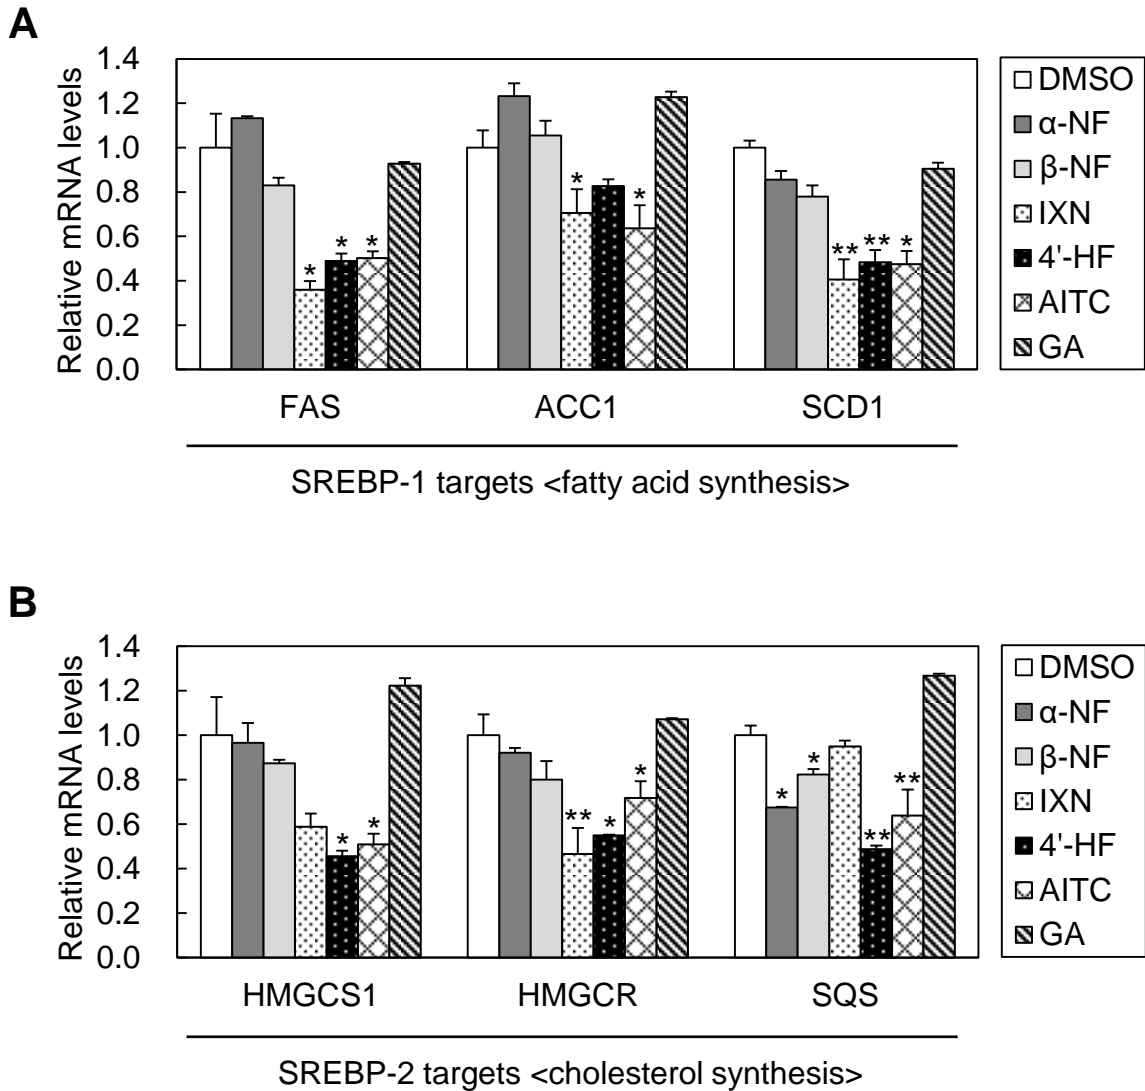 A
Relative mRNA levels
1.4
1.2
1.0
0.8
0.6
0.4
0.2
0.0
* * *
* *
** ** *
FAS ACC1 SCD1
SREBP-1 targets <fatty acid synthesis>
DMSO
α-NF
β-NF
IXN
4'-HF
AITC
GA
B
Relative mRNA levels
1.4
1.2
1.0
0.8
0.6
0.4
0.2
0.0
* *
** * *
* * ** **
HMGCS1 HMGCR SQS
SREBP-2 targets <cholesterol synthesis>
DMSO
α-NF
β-NF
IXN
4'-HF
AITC
GA